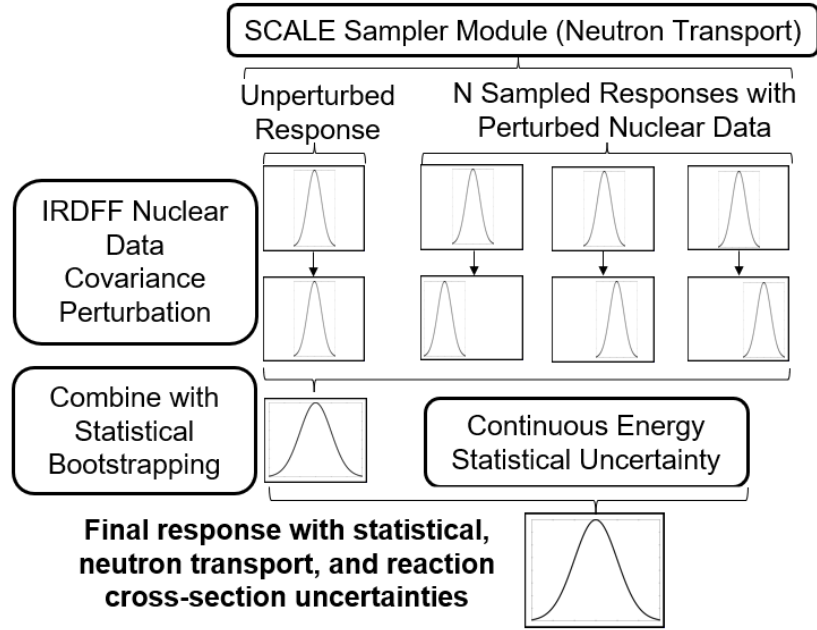 SCALE Sampler Module (Neutron Transport)
Unperturbed
Response
N Sampled Responses with
Perturbed Nuclear Data
IRDFF Nuclear
Data
Covariance
Perturbation
Combine with
Statistical
Bootstrapping
Continuous Energy
Statistical Uncertainty
Final response with statistical,
neutron transport, and reaction
cross-section uncertainties